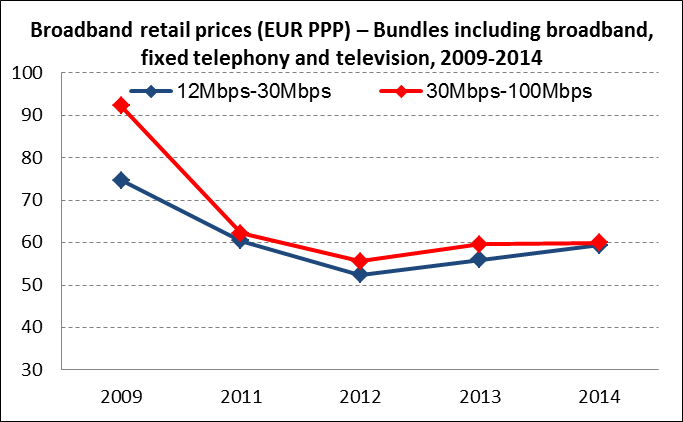 Broadband retail prices (EUR PPP) – Bundles including broadband,
fixed telephony and television, 2009-2014
100
12Mbps-30Mbps 30Mbps-100Mbps
90
80
70
60
50
40
30
2009 2011 2012 2013 2014